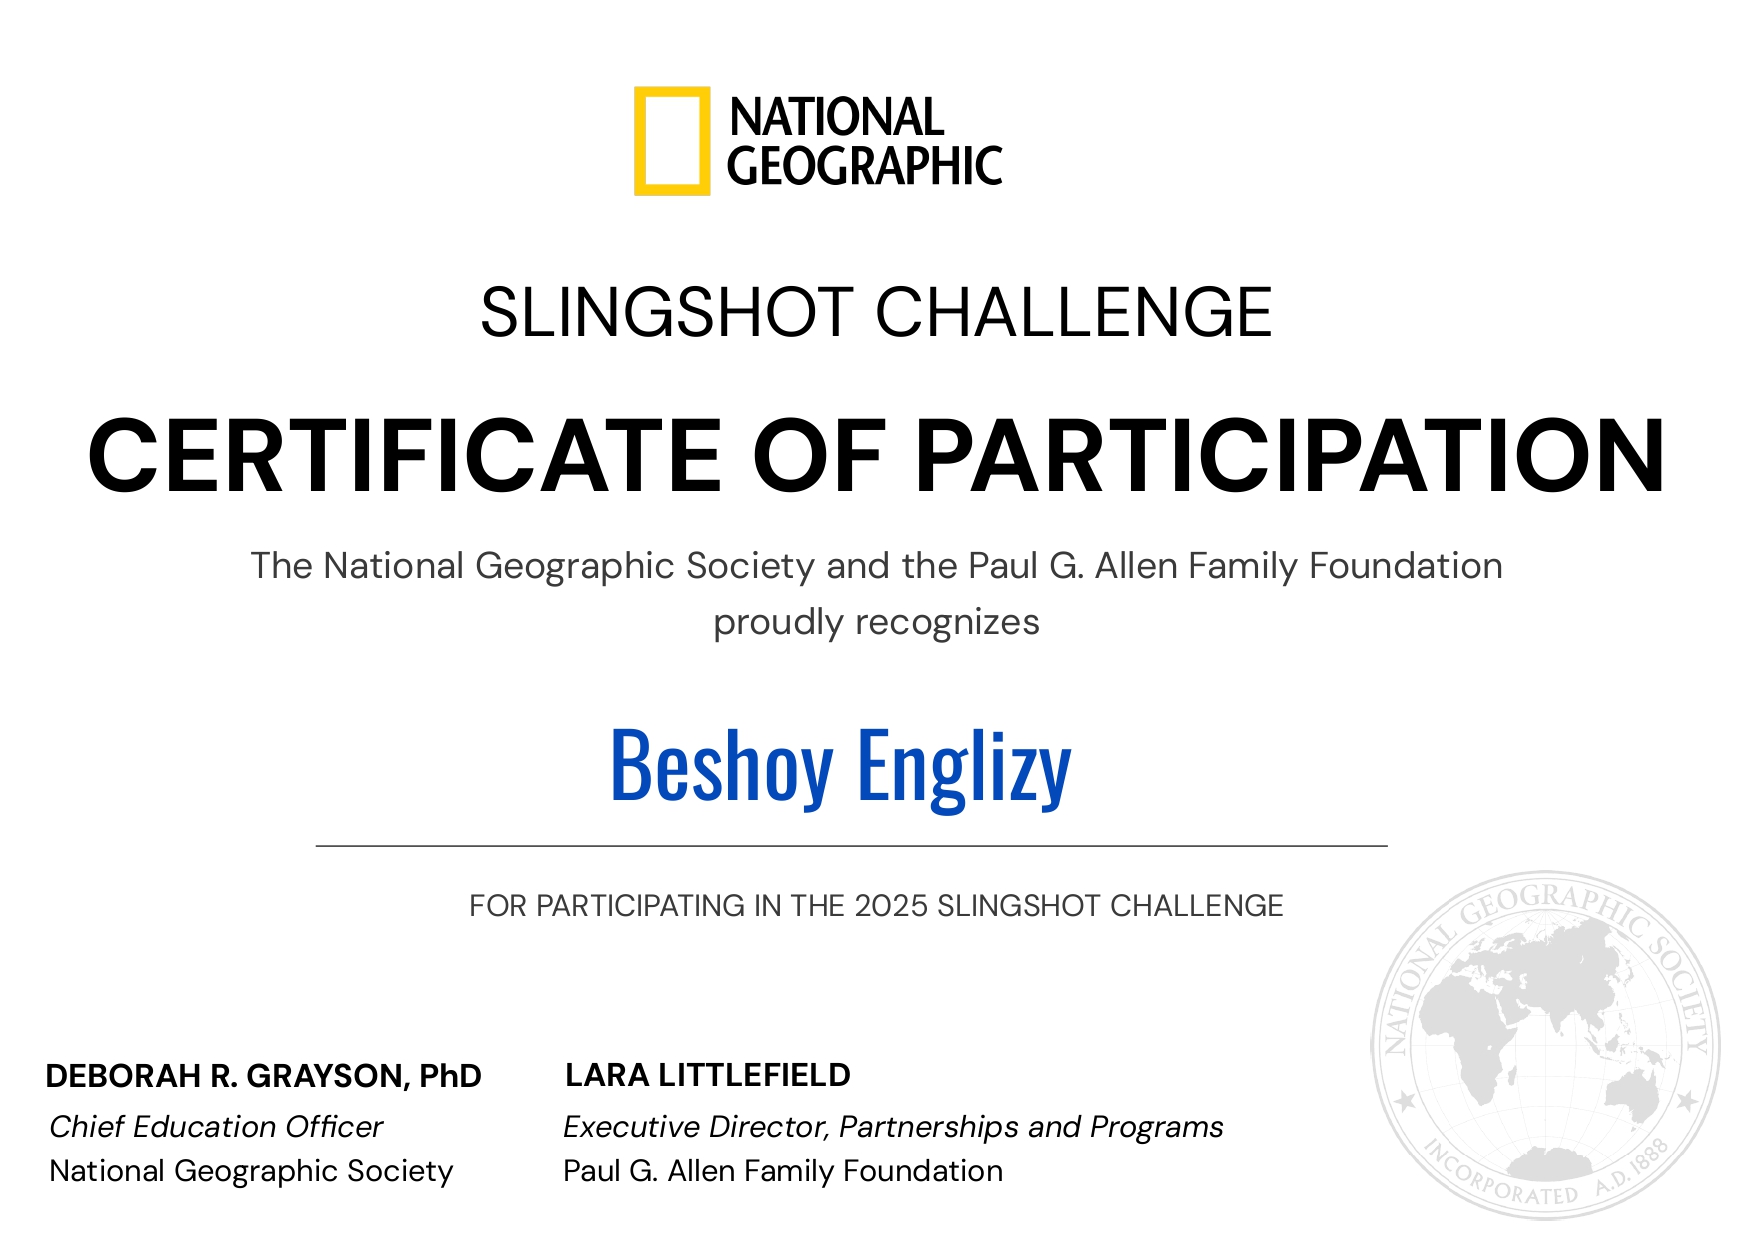 NATIONAL
GEOGRAPHIC
SLINGSHOT CHALLENGE
CERTIFICATE OF PARTICIPATION
The National Geographic Society and the Paul G. Allen Family Foundation
proudly recognizes
Beshoy Englizy
FOR PARTICIPATING IN THE 2025 SLINGSHOT CHALLENGE
DEBORAH R. GRAYSON, PhD
Chief Education Officer
National Geographic Society
LARA LITTLEFIELD
Executive Director, Partnerships and Programs
Paul G. Allen Family Foundation
NATIONAL GEOGRAPHIC SOCIETY
INCORPORATED A.D. 1888